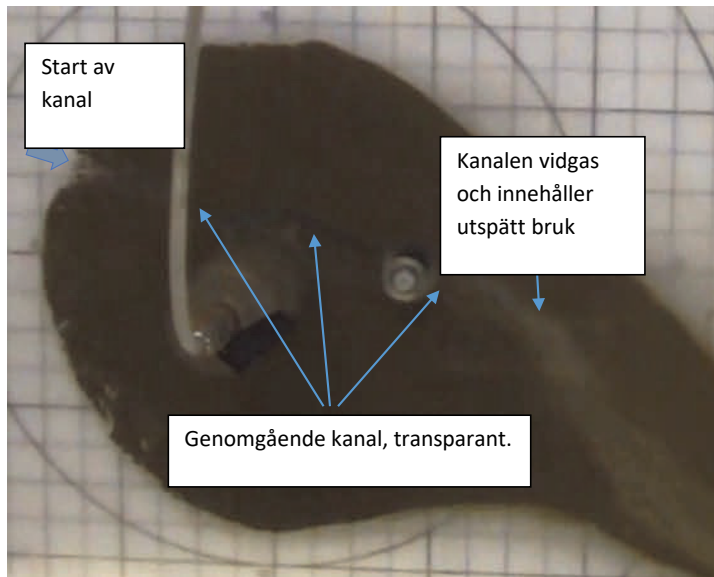 Start av
kanal
Kanalen vidgas
och innehåller
utspätt bruk
Genomgående kanal, transparant.